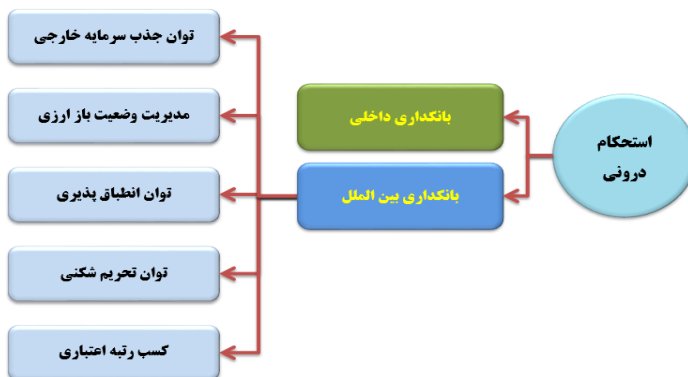 استحکام
درونی
بانکداری داخلی
بانکداری بین الملل
توان جذب سرمایه خارجی
مدیریت وضعیت باز ارزی
توان انطباق پذیری
توان تحریم شکنی
کسب رتبه اعتباری